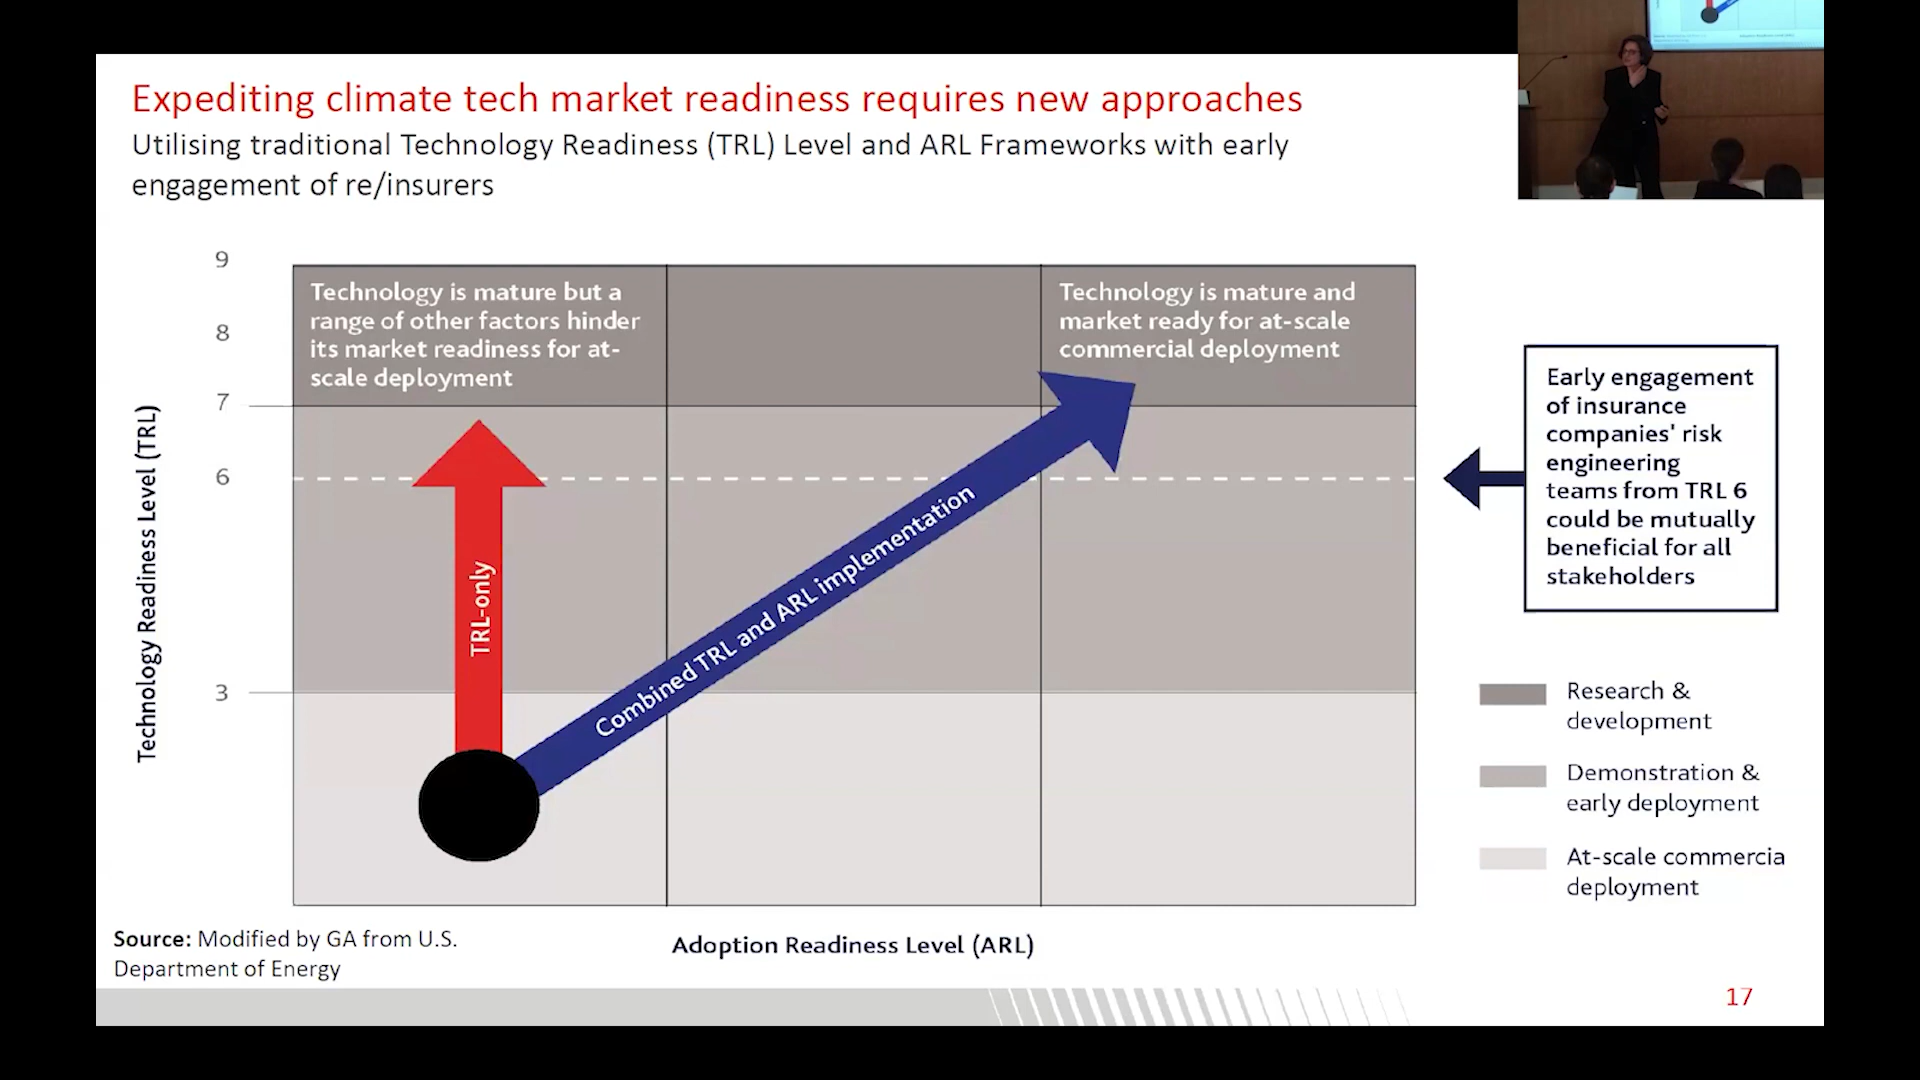 Expediting climate tech market readiness requires new approaches
Utilising traditional Technology Readiness (TRL) Level and ARL Frameworks with early
engagement of re/insurers
9
8
7
6
3
Technology Readiness Level (TRL)
Technology is mature but a
range of other factors hinder
its market readiness for at-
scale deployment
Technology is mature and
market ready for at-scale
commercial deployment
TRL-only
Combined TRL and ARL implementation
Early engagement
of insurance
companies' risk
engineering
teams from TRL 6
could be mutually
beneficial for all
stakeholders
Research &
development
Demonstration &
early deployment
At-scale commercia
deployment
Adoption Readiness Level (ARL)
Source: Modified by GA from U.S.
Department of Energy
17